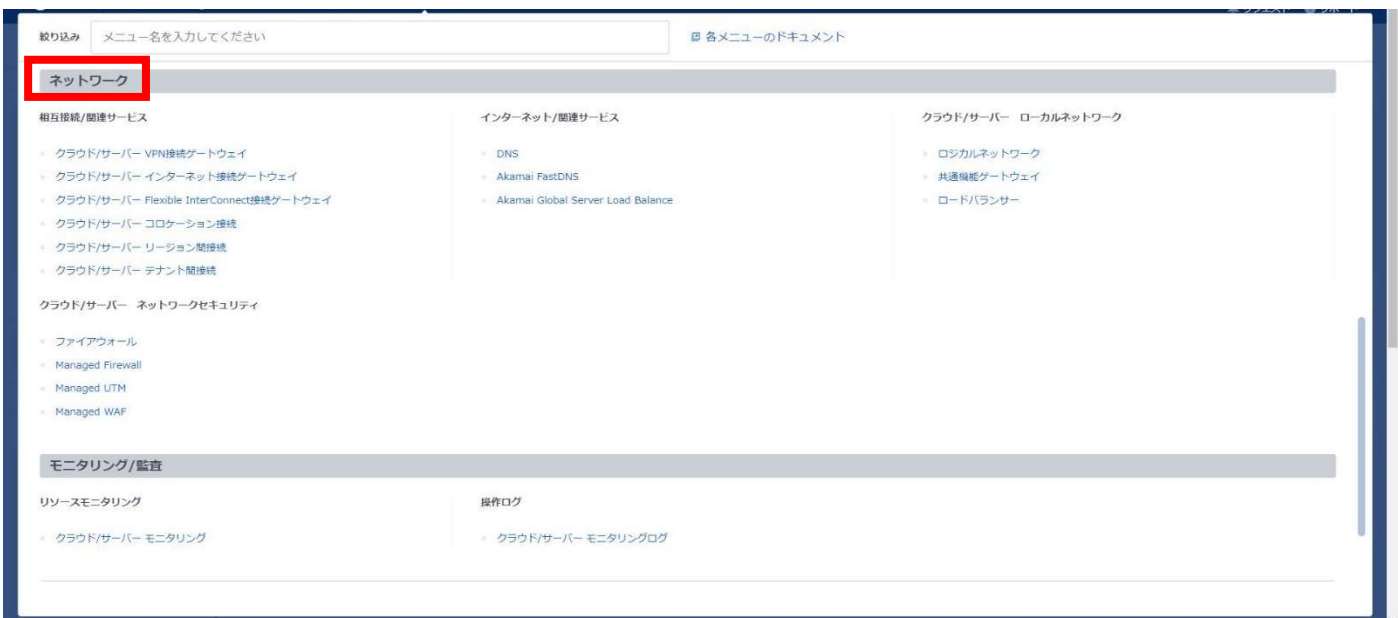 絞り込み メニュー名を入力してください 各メニューのドキュメント
ネットワーク
相互接続/関連サービス
クラウド/サーバー VPN接続ゲートウェイ
クラウド/サーバー インターネット接続ゲートウェイ
クラウド/サーバー Flexible InterConnect接続ゲートウェイ
クラウド/サーバー コロケーション接続
クラウド/サーバー リージョン間接続
クラウド/サーバー テナント間接続
インターネット/関連サービス
DNS
Akamai FastDNS
Akamai Global Server Load Balance
クラウド/サーバー ローカルネットワーク
ロジカルネットワーク
共通機能ゲートウェイ
ロードバランサー
クラウド/サーバー ネットワークセキュリティ
ファイアウォール
Managed Firewall
Managed UTM
Managed WAF
モニタリング/監査
リソースモニタリング
クラウド/サーバー モニタリング
操作ログ
クラウド/サーバー モニタリングログ